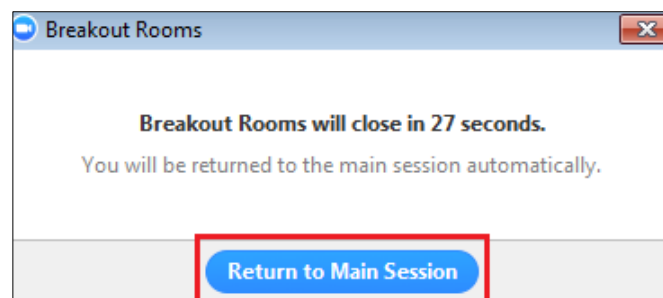 Breakout Rooms
Breakout Rooms will close in 27 seconds.
You will be returned to the main session automatically.
Return to Main Session